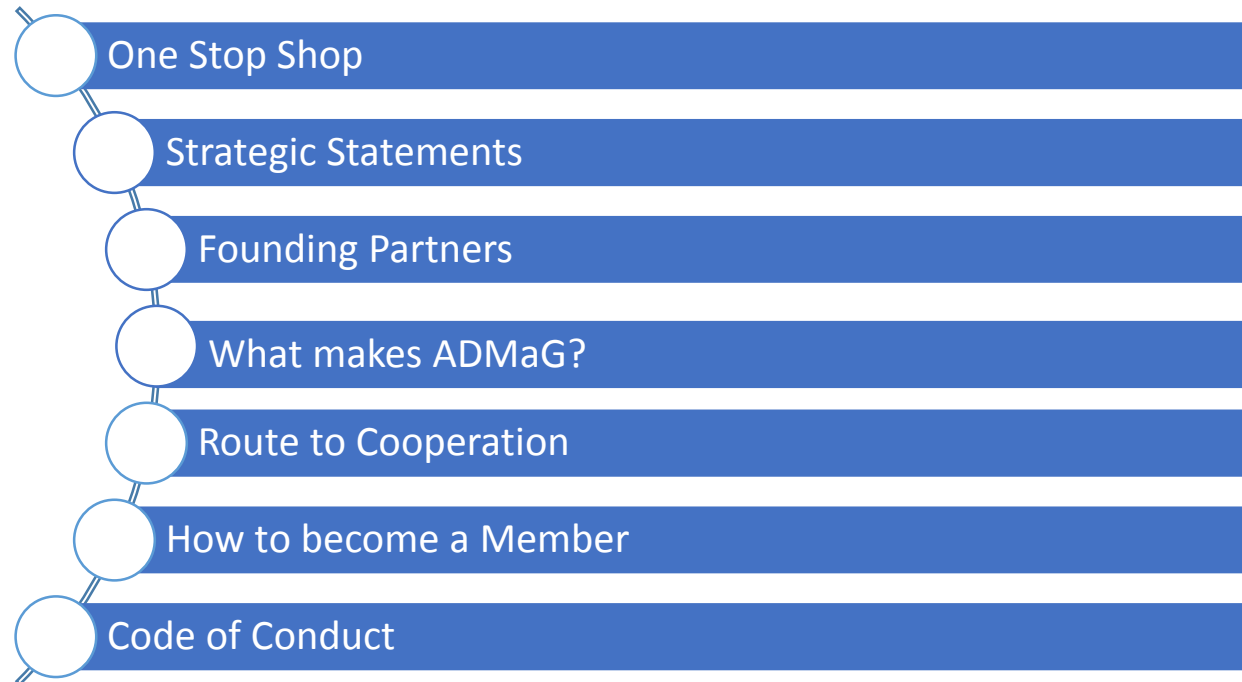 One Stop Shop
Strategic Statements
Founding Partners
What makes ADMaG?
Route to Cooperation
How to become a Member
Code of Conduct